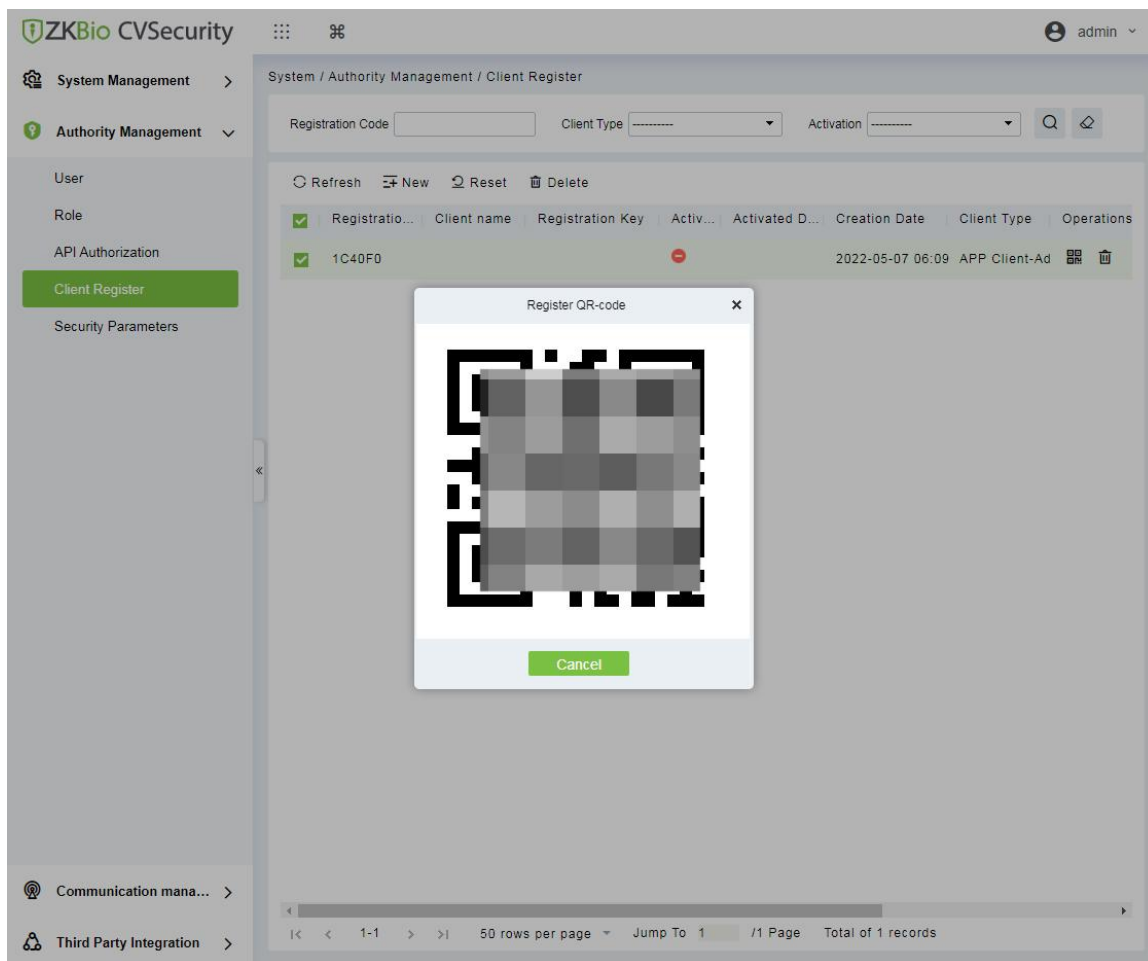 ZKBio CVSecurity
admin
System Management
Authority Management
User
Role
API Authorization
Client Register
Security Parameters
Communication mana...
Third Party Integration
System / Authority Management / Client Register
Registration Code Client Type ---------- Activation ----------
Refresh New Reset Delete
Registratio... Client name Registration Key Activ... Activated D... Creation Date Client Type Operations
1C40F0 2022-05-07 06:09 APP Client-Ad
Register QR-code
Cancel
1-1 50 rows per page Jump To 1 /1 Page Total of 1 records